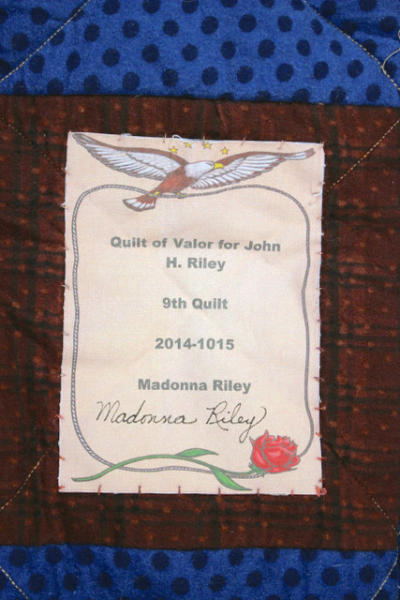 Quilt of Valor for John
H. Riley
9th Quilt
2014-1015
Madonna Riley
Madonna Riley